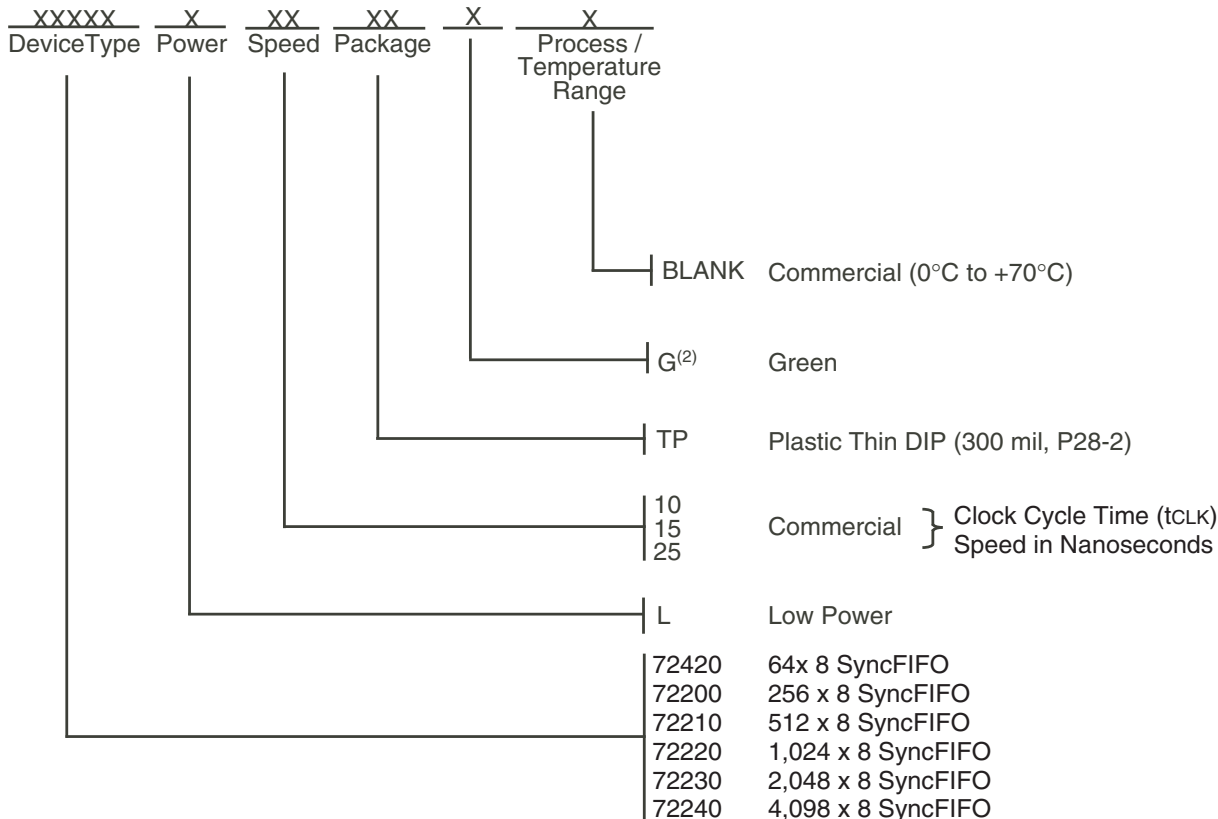 XXXXX X XX XX X X
DeviceType Power Speed Package Process /
Temperature
Range
BLANK Commercial (0°C to +70°C)
G(2) Green
TP Plastic Thin DIP (300 mil, P28-2)
10
15
25
Commercial } Clock Cycle Time (tCLK)
Speed in Nanoseconds
L Low Power
72420 64x 8 SyncFIFO
72200 256 x 8 SyncFIFO
72210 512 x 8 SyncFIFO
72220 1,024 x 8 SyncFIFO
72230 2,048 x 8 SyncFIFO
72240 4,098 x 8 SyncFIFO